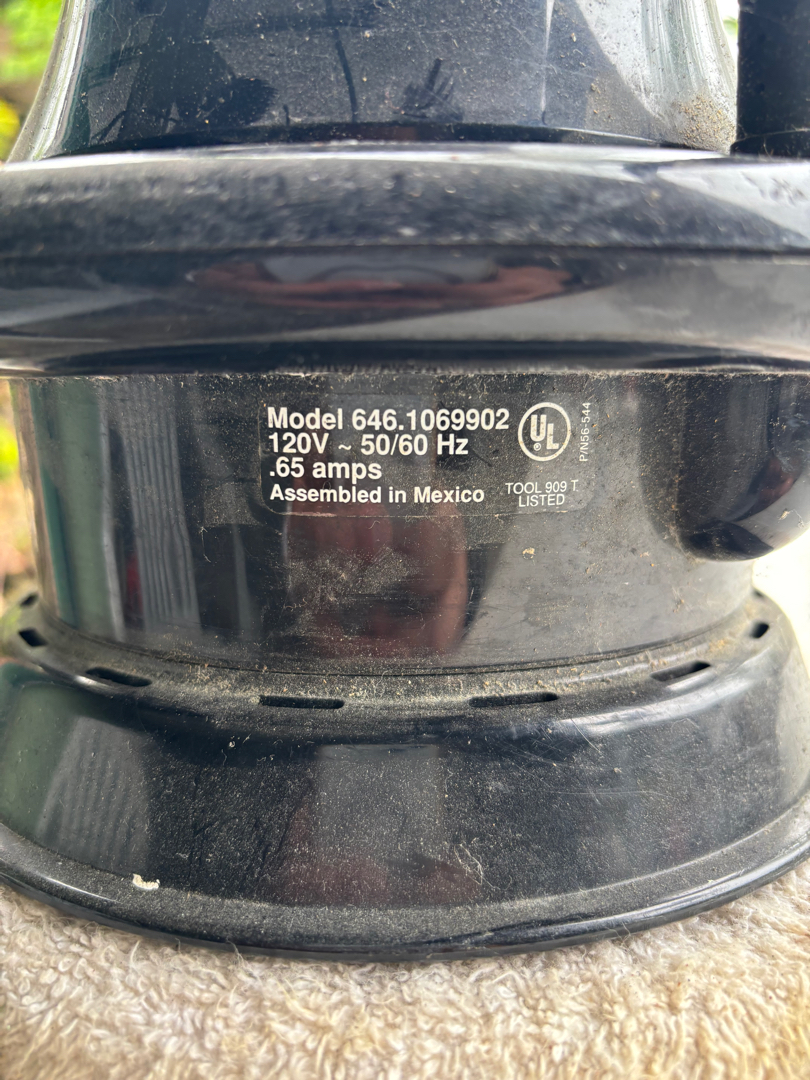 Model 646.1069902
120V ~ 50/60 Hz
.65 amps
Assembled in Mexico
UL
®
TOOL 909 T
LISTED
P/N56-544